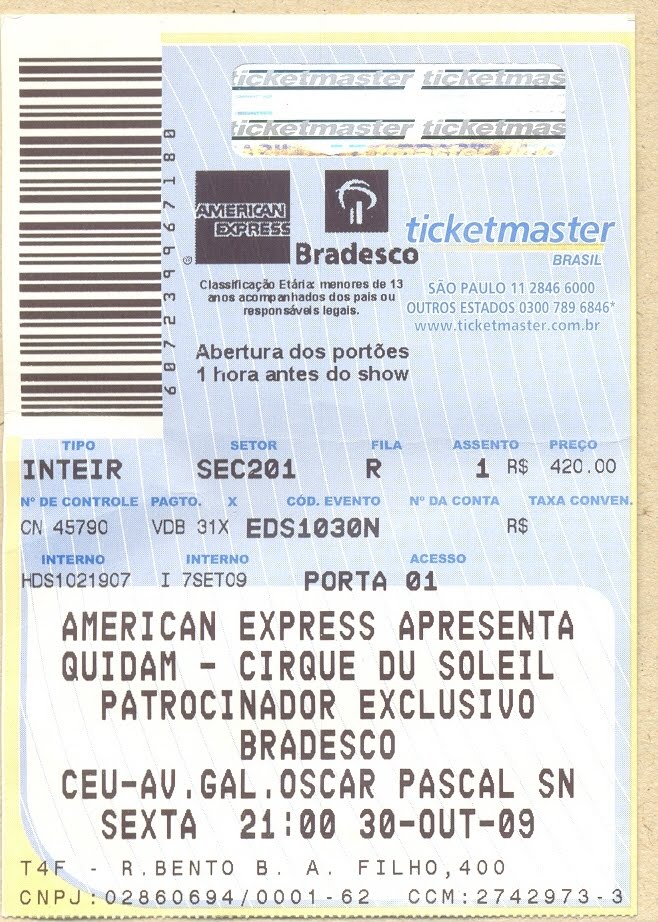 ticketmaster ticketmas
ticketmaster ticketmas
607239967180
AMERICAN EXPRESS
®
Bradesco
ticketmaster
BRASIL
Classificação Etária: menores de 13
anos acompanhados dos pais ou
responsáveis legais.
SÃO PAULO 11 2846 6000
OUTROS ESTADOS 0300 789 6846*
www.ticketmaster.com.br
Abertura dos portões
1 hora antes do show
TIPO SETOR FILA ASSENTO PREÇO
INTEIR SEC201 R 1 R$ 420.00
Nº DE CONTROLE PAGTO. X CÓD. EVENTO Nº DA CONTA TAXA CONVEN.
CN 45790 VDB 31X EDS1030N R$
INTERNO INTERNO ACESSO
HDS1021907 I 7SET09 PORTA 01
AMERICAN EXPRESS APRESENTA
QUIDAM - CIRQUE DU SOLEIL
PATROCINADOR EXCLUSIVO
BRADESCO
CEU-AV.GAL.OSCAR PASCAL SN
SEXTA 21:00 30-OUT-09
T4F - R.BENTO B. A. FILHO,400
CNPJ:02860694/0001-62 CCM:2742973-3